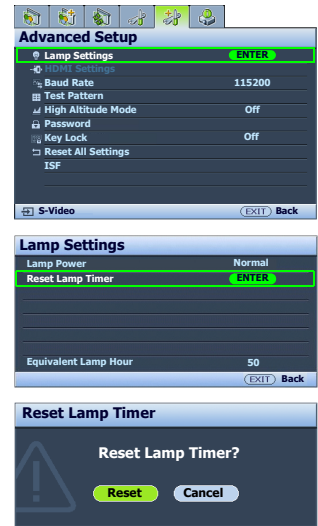 Advanced Setup
Lamp Settings ENTER
HDMI Settings
Baud Rate 115200
Test Pattern
High Altitude Mode Off
Password
Key Lock Off
Reset All Settings
ISF
S-Video EXIT Back
Lamp Settings
Lamp Power Normal
Reset Lamp Timer ENTER
Equivalent Lamp Hour 50
EXIT Back
Reset Lamp Timer
Reset Lamp Timer?
Reset Cancel